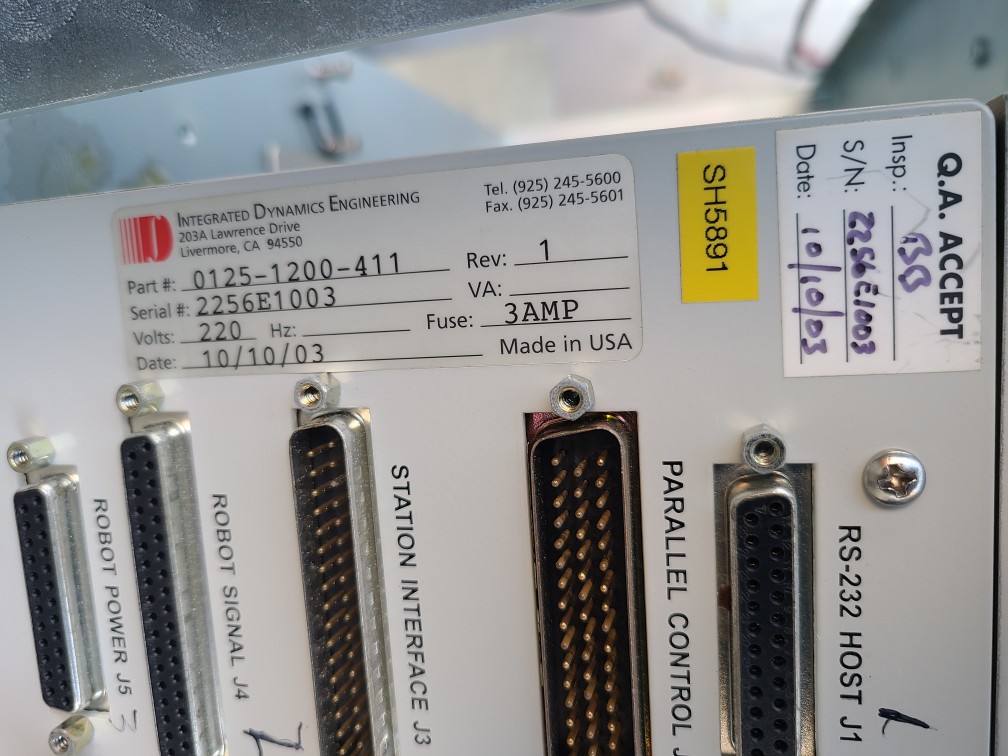 INTEGRATED DYNAMICS ENGINEERING
203A Lawrence Drive
Livermore, CA 94550
Tel. (925) 245-5600
Fax. (925) 245-5601
Part #: 0125-1200-411 Rev: 1
Serial #: 2256E1003 VA:
Volts: 220 Hz: Fuse: 3AMP
Date: 10/10/03 Made in USA
SH5891
Q.A. ACCEPT
Insp.:
S/N: 2256E1003
Date: 10/10/03
ROBOT POWER J5
ROBOT SIGNAL J4
STATION INTERFACE J3
PARALLEL CONTROL
RS-232 HOST J1